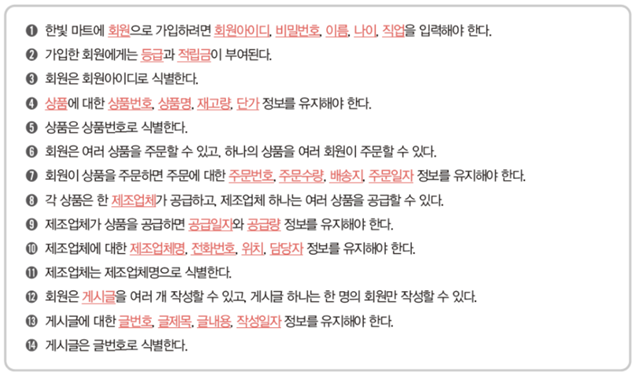 ❶ 한빛 마트에 회원으로 가입하려면 회원아이디, 비밀번호, 이름, 나이, 직업을 입력해야 한다.
❷ 가입한 회원에게는 등급과 적립금이 부여된다.
❸ 회원은 회원아이디로 식별한다.
❹ 상품에 대한 상품번호, 상품명, 재고량, 단가 정보를 유지해야 한다.
❺ 상품은 상품번호로 식별한다.
❻ 회원은 여러 상품을 주문할 수 있고, 하나의 상품을 여러 회원이 주문할 수 있다.
❼ 회원이 상품을 주문하면 주문에 대한 주문번호, 주문수량, 배송지, 주문일자 정보를 유지해야 한다.
❽ 각 상품은 한 제조업체가 공급하고, 제조업체 하나는 여러 상품을 공급할 수 있다.
❾ 제조업체가 상품을 공급하면 공급일자와 공급량 정보를 유지해야 한다.
❿ 제조업체에 대한 제조업체명, 전화번호, 위치, 담당자 정보를 유지해야 한다.
⓫ 제조업체는 제조업체명으로 식별한다.
⓬ 회원은 게시글을 여러 개 작성할 수 있고, 게시글 하나는 한 명의 회원만 작성할 수 있다.
⓭ 게시글에 대한 글번호, 글제목, 글내용, 작성일자 정보를 유지해야 한다.
⓮ 게시글은 글번호로 식별한다.